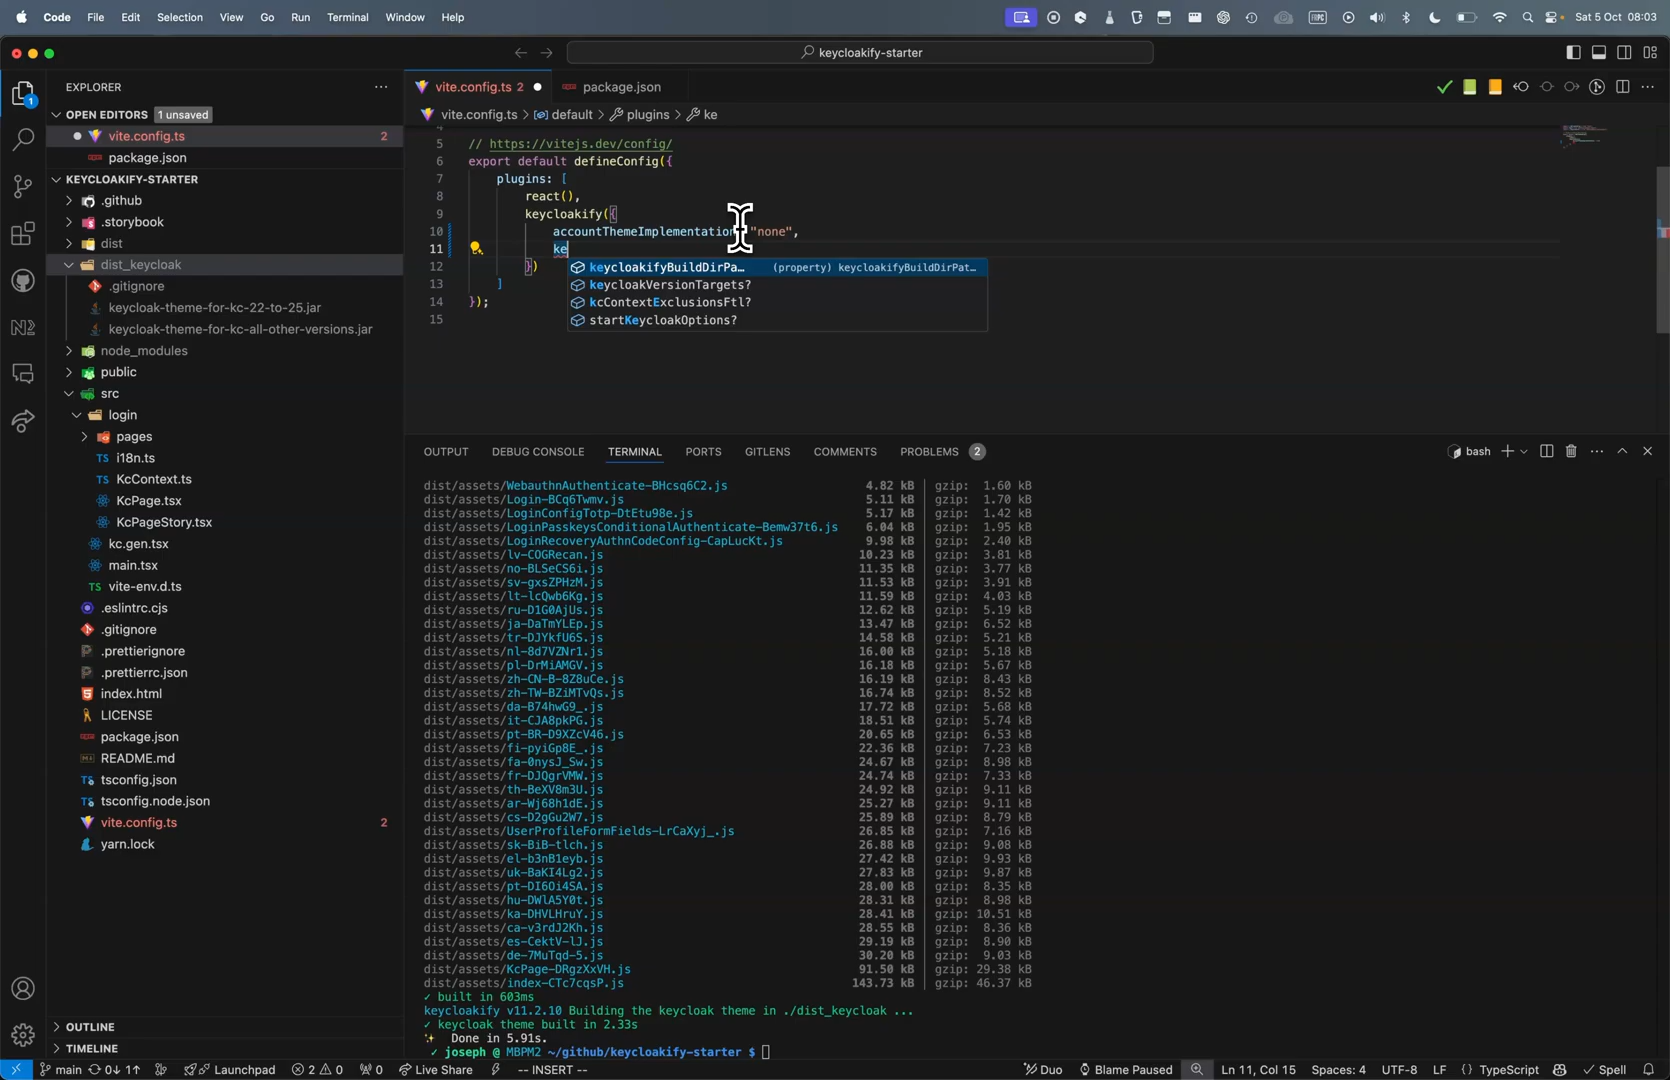 Code File Edit Selection View Go Run Terminal Window Help
Sat 5 Oct 08:03
keycloakify-starter
EXPLORER
OPEN EDITORS 1 unsaved
vite.config.ts 2
package.json
KEYCLOAKIFY-STARTER
.github
.storybook
dist
dist_keycloak
.gitignore
keycloak-theme-for-kc-22-to-25.jar
keycloak-theme-for-kc-all-other-versions.jar
node_modules
public
src
login
pages
TS i18n.ts
TS KcContext.ts
KcPage.tsx
KcPageStory.tsx
kc.gen.tsx
main.tsx
TS vite-env.d.ts
.eslintrc.cjs
.gitignore
.prettierignore
.prettierrc.json
index.html
LICENSE
package.json
README.md
tsconfig.json
tsconfig.node.json
vite.config.ts 2
yarn.lock
OUTLINE
TIMELINE
vite.config.ts 2
package.json
vite.config.ts > default > plugins > ke
5 // https://vitejs.dev/config/
6 export default defineConfig({
7 plugins: [
8 react(),
9 keycloakify({
10 accountThemeImplementation "none",
11 ke
12 })
13 ]
14 });
15
keycloakifyBuildDirPa… (property) keycloakifyBuildDirPat…
keycloakVersionTargets?
kcContextExclusionsFtl?
startKeycloakOptions?
OUTPUT DEBUG CONSOLE TERMINAL PORTS GITLENS COMMENTS PROBLEMS 2
bash
dist/assets/WebauthnAuthenticate-BHcsq6C2.js 4.82 kB │ gzip: 1.60 kB
dist/assets/Login-BCq6Twmv.js 5.11 kB │ gzip: 1.70 kB
dist/assets/LoginConfigTotp-DtEtu98e.js 5.17 kB │ gzip: 1.42 kB
dist/assets/LoginPasskeysConditionalAuthenticate-Bemw37t6.js 6.04 kB │ gzip: 1.95 kB
dist/assets/LoginRecoveryAuthnCodeConfig-CapLucKt.js 9.98 kB │ gzip: 2.40 kB
dist/assets/lv-COGRecan.js 10.23 kB │ gzip: 3.81 kB
dist/assets/no-BLSeCS6i.js 11.35 kB │ gzip: 3.77 kB
dist/assets/sv-gxsZPHzM.js 11.53 kB │ gzip: 3.91 kB
dist/assets/lt-lcQwb6Kg.js 11.59 kB │ gzip: 4.03 kB
dist/assets/ru-D1G0AjUs.js 12.62 kB │ gzip: 5.19 kB
dist/assets/ja-DaTmYLEp.js 13.47 kB │ gzip: 6.52 kB
dist/assets/tr-DJYkfU6S.js 14.58 kB │ gzip: 5.21 kB
dist/assets/nl-8d7VZNr1.js 16.00 kB │ gzip: 5.18 kB
dist/assets/pl-DrMiAMGV.js 16.18 kB │ gzip: 5.67 kB
dist/assets/zh-CN-B-8Z8uCe.js 16.19 kB │ gzip: 8.43 kB
dist/assets/zh-TW-BZiMTvQs.js 16.74 kB │ gzip: 8.52 kB
dist/assets/da-B74hwG9_.js 17.72 kB │ gzip: 5.68 kB
dist/assets/it-CJA8pkPG.js 18.51 kB │ gzip: 5.74 kB
dist/assets/pt-BR-D9XZcV46.js 20.65 kB │ gzip: 6.53 kB
dist/assets/fi-pyiGp8E_.js 22.36 kB │ gzip: 7.23 kB
dist/assets/fa-0nysJ_Sw.js 24.67 kB │ gzip: 8.98 kB
dist/assets/fr-DJQgrVMW.js 24.74 kB │ gzip: 7.33 kB
dist/assets/th-BeXV8m3U.js 24.92 kB │ gzip: 9.11 kB
dist/assets/ar-Wj68h1dE.js 25.27 kB │ gzip: 9.11 kB
dist/assets/cs-D2gGu2W7.js 25.89 kB │ gzip: 8.79 kB
dist/assets/UserProfileFormFields-LrCaXyj_.js 26.85 kB │ gzip: 7.16 kB
dist/assets/sk-BiB-tlch.js 26.88 kB │ gzip: 9.08 kB
dist/assets/el-b3nB1eyb.js 27.42 kB │ gzip: 9.93 kB
dist/assets/uk-BaKI4Lg2.js 27.83 kB │ gzip: 9.87 kB
dist/assets/pt-DI6Oi4SA.js 28.00 kB │ gzip: 8.35 kB
dist/assets/hu-DWlA5Y0t.js 28.31 kB │ gzip: 8.98 kB
dist/assets/ka-DHVLHruY.js 28.41 kB │ gzip: 10.51 kB
dist/assets/ca-v3rdJ2Kh.js 28.55 kB │ gzip: 8.36 kB
dist/assets/es-CektV-lJ.js 29.19 kB │ gzip: 8.90 kB
dist/assets/de-7MuTqd-5.js 30.20 kB │ gzip: 9.03 kB
dist/assets/KcPage-DRgzXxVH.js 91.50 kB │ gzip: 29.38 kB
dist/assets/index-CTc7cqsP.js 143.73 kB │ gzip: 46.37 kB
✓ built in 603ms
keycloakify v11.2.10 Building the keycloak theme in ./dist_keycloak ...
✓ keycloak theme built in 2.33s
✨ Done in 5.91s.
✓ joseph @ MBPM2 ~/github/keycloakify-starter $
main 0↓ 1↑ Launchpad 2 0 0 Live Share -- INSERT -- Duo Blame Paused Ln 11, Col 15 Spaces: 4 UTF-8 LF {} TypeScript Spell